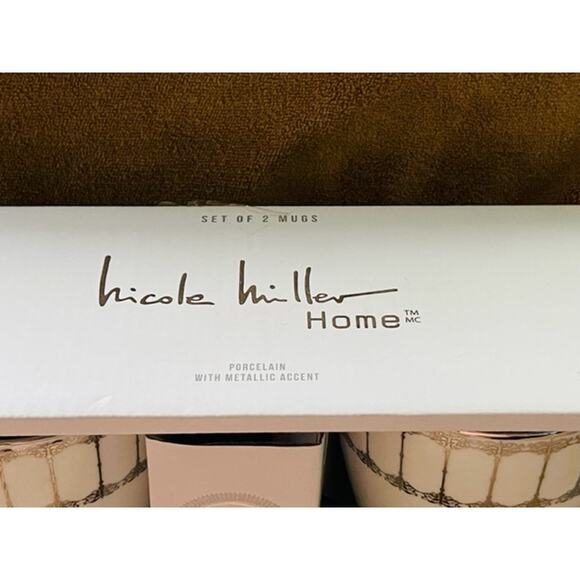 SET OF 2 MUGS
Nicole Miller
Home™ MC
PORCELAIN
WITH METALLIC ACCENT